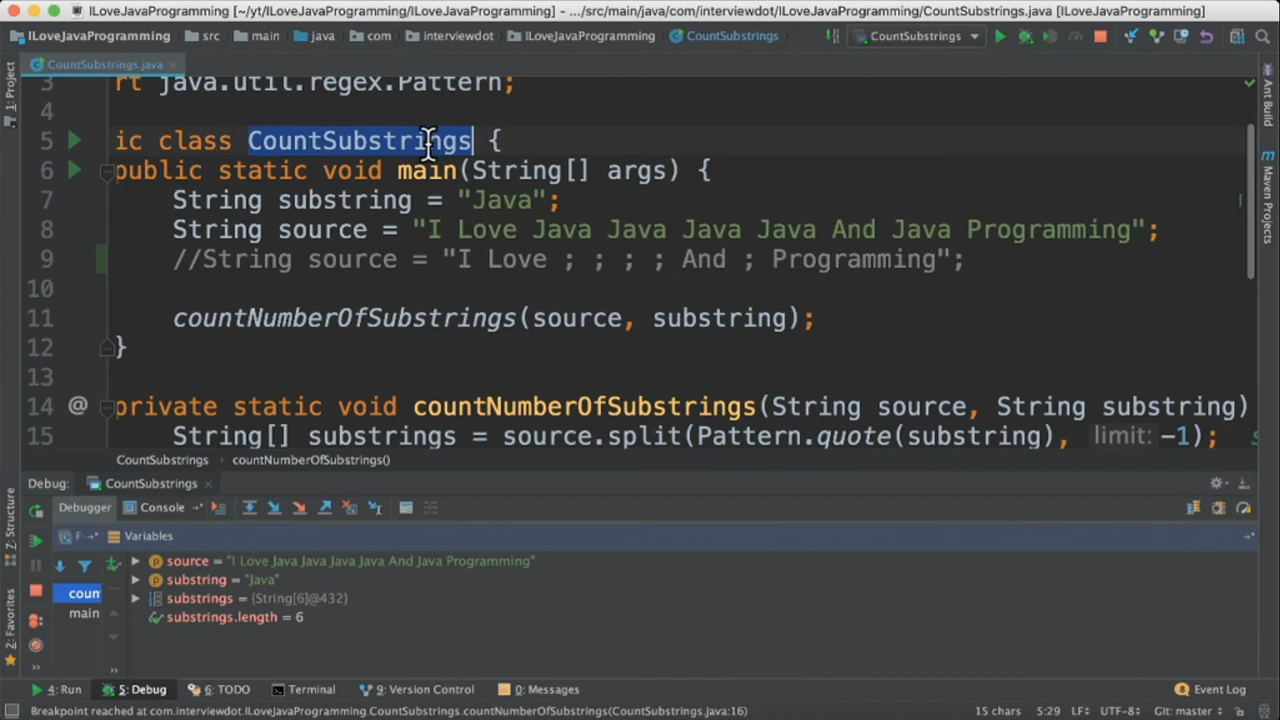 ILoveJavaProgramming [~/yt/ILoveJavaProgramming/ILoveJavaProgramming] - .../src/main/java/com/interviewdot/ILoveJavaProgramming/CountSubstrings.java [ILoveJavaProgramming]
ILoveJavaProgramming src main java com interviewdot ILoveJavaProgramming CountSubstrings CountSubstrings
CountSubstrings.java
1: Project
Ant Build
Maven Projects
3 rt java.util.regex.Pattern;
4
5 ic class CountSubstrings {
6 public static void main(String[] args) {
7 String substring = "Java";
8 String source = "I Love Java Java Java Java And Java Programming";
9 //String source = "I Love ; ; ; ; And ; Programming";
10
11 countNumberOfSubstrings(source, substring);
12 }
13
14 @ private static void countNumberOfSubstrings(String source, String substring)
15 String[] substrings = source.split(Pattern.quote(substring), limit: -1);
CountSubstrings countNumberOfSubstrings()
Debug: CountSubstrings
Debugger Console
F Variables
source = "I Love Java Java Java Java And Java Programming"
substring = "Java"
substrings = {String[6]@432}
substrings.length = 6
coun
main
Z: Structure
2: Favorites
4: Run 5: Debug 6: TODO Terminal 9: Version Control 0: Messages Event Log
Breakpoint reached at com.interviewdot.ILoveJavaProgramming.CountSubstrings.countNumberOfSubstrings(CountSubstrings.java:16) 15 chars 5:29 LF UTF-8 Git: master